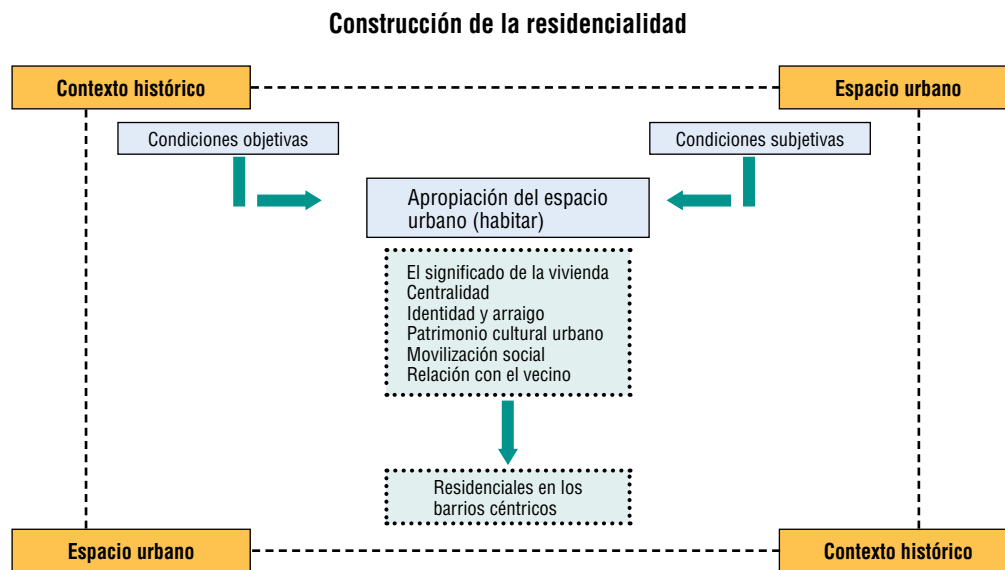 Construcción de la residencialidad
Contexto histórico
Espacio urbano
Condiciones objetivas
Condiciones subjetivas
Apropiación del espacio
urbano (habitar)
El significado de la vivienda
Centralidad
Identidad y arraigo
Patrimonio cultural urbano
Movilización social
Relación con el vecino
Residenciales en los
barrios céntricos
Espacio urbano
Contexto histórico